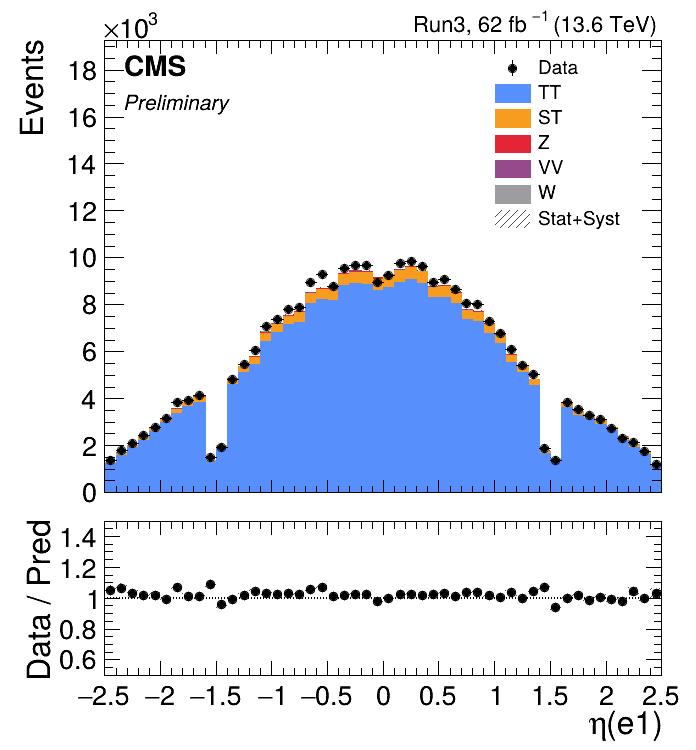 ×10³
Run3, 62 fb⁻¹ (13.6 TeV)
Events
CMS
Preliminary
Data
TT
ST
Z
VV
W
Stat+Syst
18
16
14
12
10
8
6
4
2
0
Data / Pred
1.4
1.2
1
0.8
0.6
−2.5 −2 −1.5 −1 −0.5 0 0.5 1 1.5 2 2.5
η(e1)